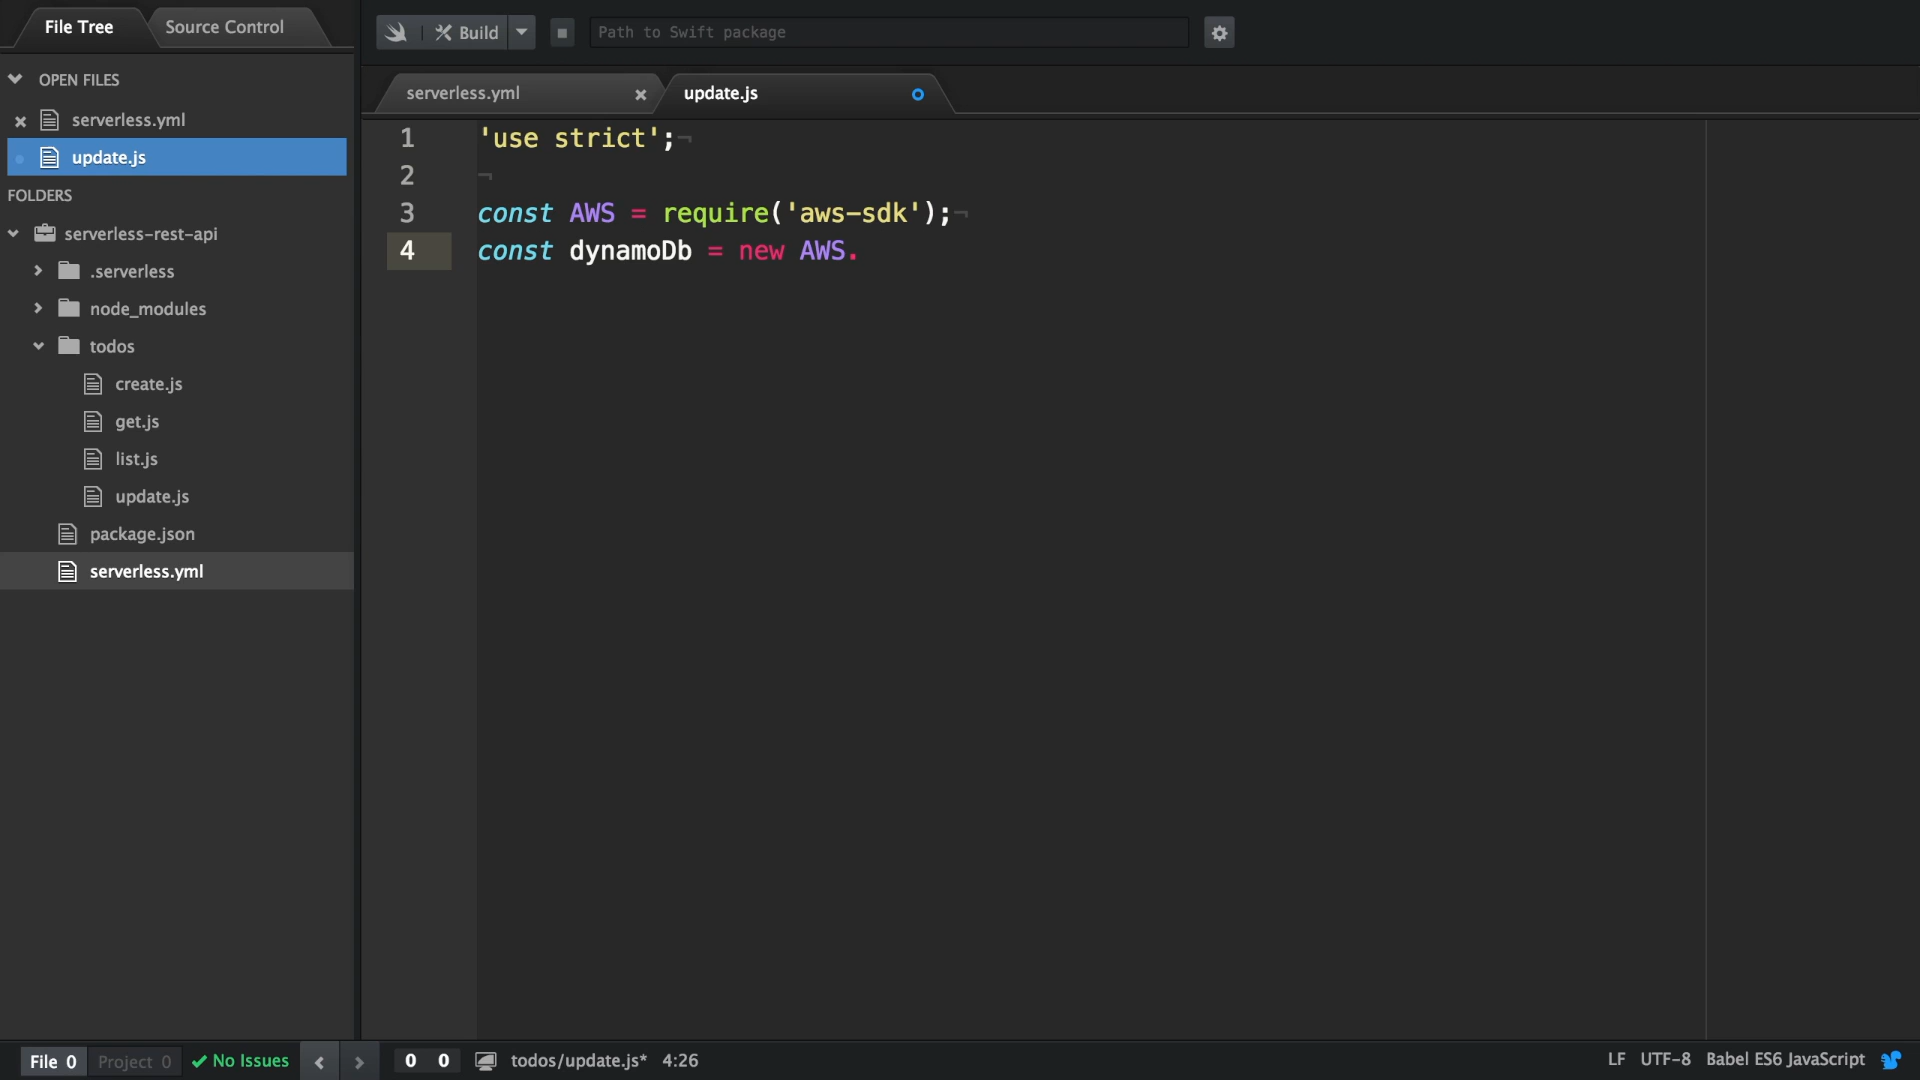 File Tree
Source Control
Build
Path to Swift package
OPEN FILES
serverless.yml
update.js
FOLDERS
serverless-rest-api
.serverless
node_modules
todos
create.js
get.js
list.js
update.js
package.json
serverless.yml
serverless.yml
update.js
1 'use strict';¬
2 ¬
3 const AWS = require('aws-sdk');¬
4 const dynamoDb = new AWS.
File 0 Project 0 No Issues 0 0 todos/update.js* 4:26 LF UTF-8 Babel ES6 JavaScript